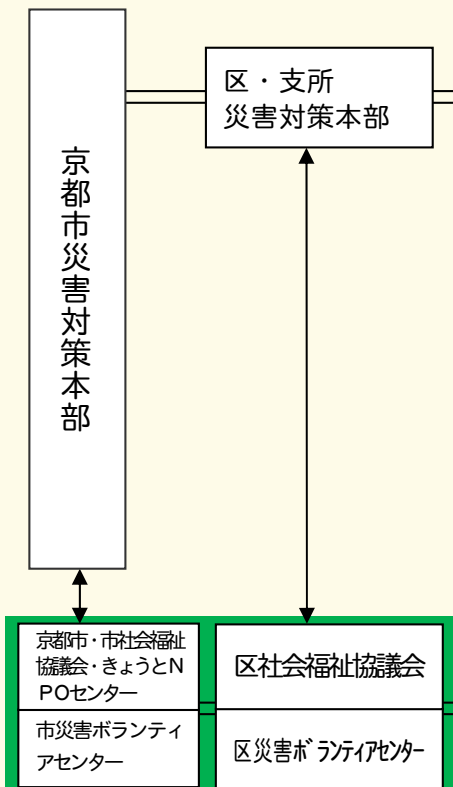 京都市災害対策本部
区・支所
災害対策本部
京都市・市社会福祉
協議会・きょうとN
POセンター
市災害ボランティ
アセンター
区社会福祉協議会
区災害ボランティアセンター